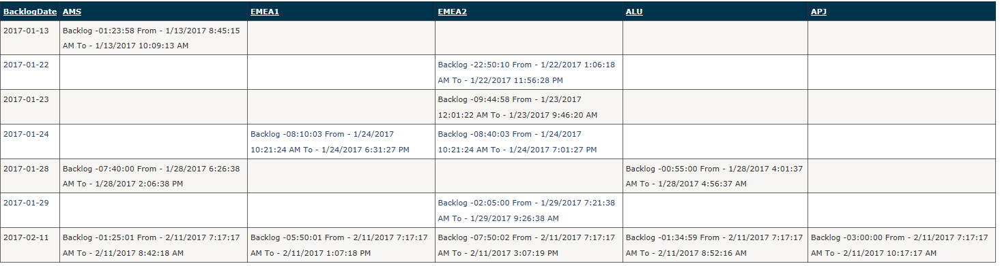 BacklogDate AMS EMEA1 EMEA2 ALU APJ
2017-01-13 Backlog -01:23:58 From - 1/13/2017 8:45:15
AM To - 1/13/2017 10:09:13 AM
2017-01-22 Backlog -22:50:10 From - 1/22/2017 1:06:18
AM To - 1/22/2017 11:56:28 PM
2017-01-23 Backlog -09:44:58 From - 1/23/2017
12:01:22 AM To - 1/23/2017 9:46:20 AM
2017-01-24 Backlog -08:10:03 From - 1/24/2017 Backlog -08:40:03 From - 1/24/2017
10:21:24 AM To - 1/24/2017 6:31:27 PM 10:21:24 AM To - 1/24/2017 7:01:27 PM
2017-01-28 Backlog -07:40:00 From - 1/28/2017 6:26:38 Backlog -00:55:00 From - 1/28/2017 4:01:37
AM To - 1/28/2017 2:06:38 PM AM To - 1/28/2017 4:56:37 AM
2017-01-29 Backlog -02:05:00 From - 1/29/2017 7:21:38
AM To - 1/29/2017 9:26:38 AM
2017-02-11 Backlog -01:25:01 From - 2/11/2017 7:17:17 Backlog -05:50:01 From - 2/11/2017 7:17:17 Backlog -07:50:02 From - 2/11/2017 7:17:17 Backlog -01:34:59 From - 2/11/2017 7:17:17 Backlog -03:00:00 From - 2/11/2017 7:17:17
AM To - 2/11/2017 8:42:18 AM AM To - 2/11/2017 1:07:18 PM AM To - 2/11/2017 3:07:19 PM AM To - 2/11/2017 8:52:16 AM AM To - 2/11/2017 10:17:17 AM